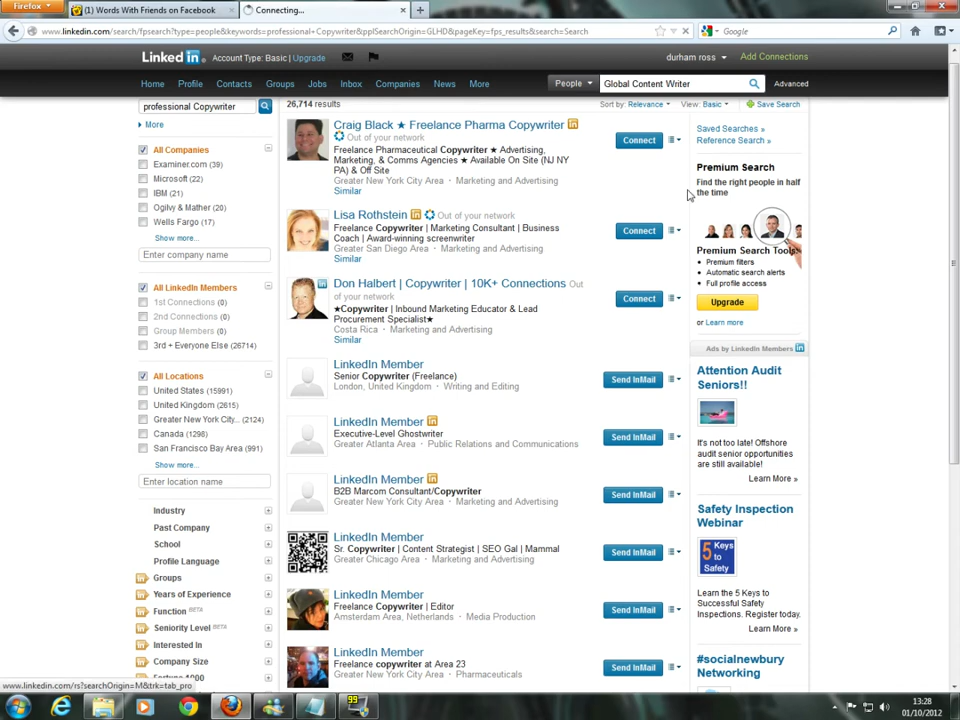 Firefox
(1) Words With Friends on Facebook
Connecting...
www.linkedin.com/search/fpsearch?type=people&keywords=professional+Copywriter&pplSearchOrigin=GLHD&pageKey=fps_results&search=Search
Google
LinkedIn
Account Type: Basic | Upgrade
durham ross
Add Connections
Home Profile Contacts Groups Jobs Inbox Companies News More
People
Global Content Writer
Advanced
professional Copywriter
26,714 results
Sort by: Relevance
View: Basic
Save Search
More
All Companies
Examiner.com (39)
Microsoft (22)
IBM (21)
Ogilvy & Mather (20)
Wells Fargo (17)
Show more...
Enter company name
All LinkedIn Members
1st Connections (0)
2nd Connections (0)
Group Members (0)
3rd + Everyone Else (26714)
All Locations
United States (15991)
United Kingdom (2615)
Greater New York City... (2124)
Canada (1298)
San Francisco Bay Area (991)
Show more...
Enter location name
Industry
Past Company
School
Profile Language
Groups
Years of Experience
Function BETA
Seniority Level BETA
Interested In
Company Size
Fortune 1000
Craig Black ★ Freelance Pharma Copywriter
Out of your network
Freelance Pharmaceutical Copywriter ★ Advertising,
Marketing, & Comms Agencies ★ Available On Site (NJ NY
PA) & Off Site
Greater New York City Area · Marketing and Advertising
Similar
Connect
Lisa Rothstein
Out of your network
Freelance Copywriter | Marketing Consultant | Business
Coach | Award-winning screenwriter
Greater San Diego Area · Marketing and Advertising
Similar
Connect
Don Halbert | Copywriter | 10K+ Connections Out
of your network
★Copywriter | Inbound Marketing Educator & Lead
Procurement Specialist★
Costa Rica · Marketing and Advertising
Similar
Connect
LinkedIn Member
Senior Copywriter (Freelance)
London, United Kingdom · Writing and Editing
Send InMail
LinkedIn Member
Executive-Level Ghostwriter
Greater Atlanta Area · Public Relations and Communications
Send InMail
LinkedIn Member
B2B Marcom Consultant/Copywriter
Greater New York City Area · Marketing and Advertising
Send InMail
LinkedIn Member
Sr. Copywriter | Content Strategist | SEO Gal | Mammal
Greater Chicago Area · Marketing and Advertising
Send InMail
LinkedIn Member
Freelance Copywriter | Editor
Amsterdam Area, Netherlands · Media Production
Send InMail
LinkedIn Member
Freelance copywriter at Area 23
Greater New York City Area · Pharmaceuticals
Send InMail
Saved Searches »
Reference Search »
Premium Search
Find the right people in half
the time
Premium Search Tools:
• Premium filters
• Automatic search alerts
• Full profile access
Upgrade
or Learn more
Ads by LinkedIn Members
Attention Audit
Seniors!!
It's not too late! Offshore
audit senior opportunities
are still available!
Learn More »
Safety Inspection
Webinar
5 Keys
to
Safety
Learn the 5 Keys to
Successful Safety
Inspections. Register today.
Learn More »
#socialnewbury
Networking
www.linkedin.com/rs?searchOrigin=M&trk=tab_pro
99
13:28
01/10/2012